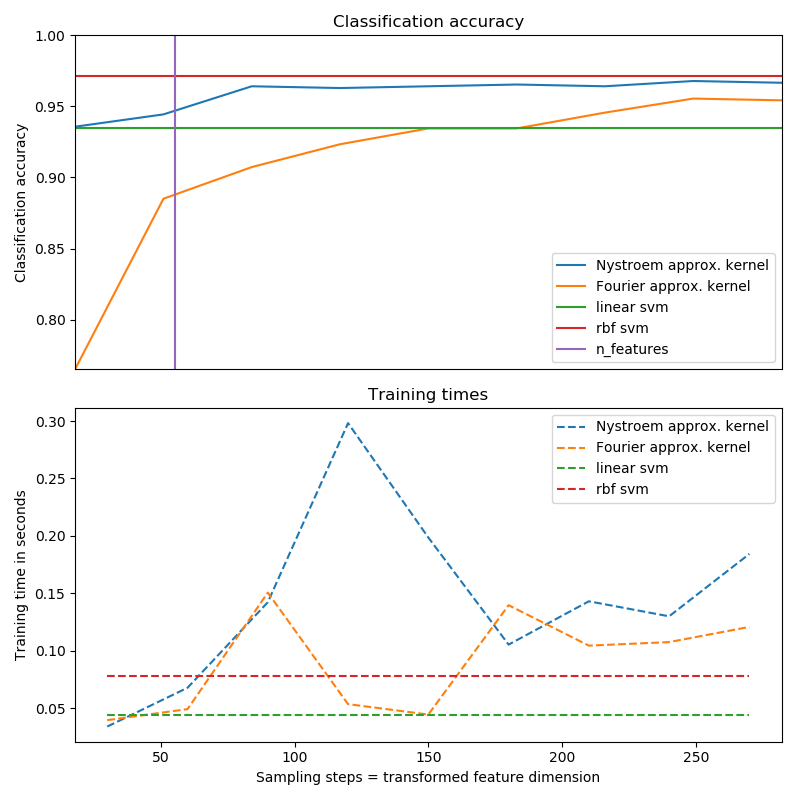 Classification accuracy
1.00
0.95
0.90
0.85
0.80
Classification accuracy
Nystroem approx. kernel
Fourier approx. kernel
linear svm
rbf svm
n_features
Training times
0.30
0.25
0.20
0.15
0.10
0.05
Training time in seconds
Nystroem approx. kernel
Fourier approx. kernel
linear svm
rbf svm
50
100
150
200
250
Sampling steps = transformed feature dimension